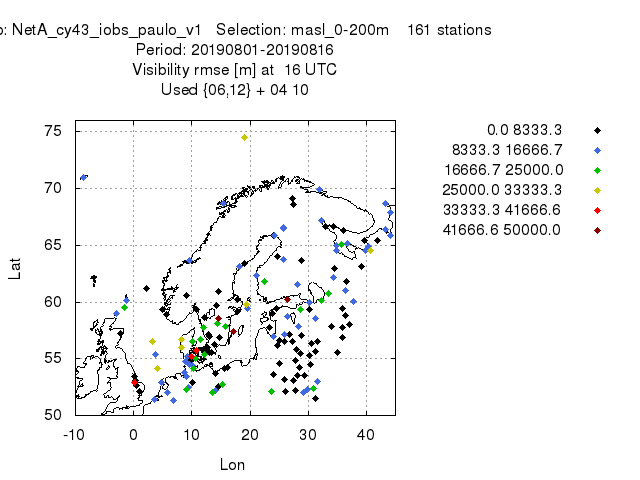 : NetA_cy43_iobs_paulo_v1 Selection: masl_0-200m 161 stations
Period: 20190801-20190816
Visibility rmse [m] at 16 UTC
Used {06,12} + 04 10
0.0 8333.3
8333.3 16666.7
16666.7 25000.0
25000.0 33333.3
33333.3 41666.6
41666.6 50000.0
75
70
65
60
55
50
Lat
-10 0 10 20 30 40
Lon